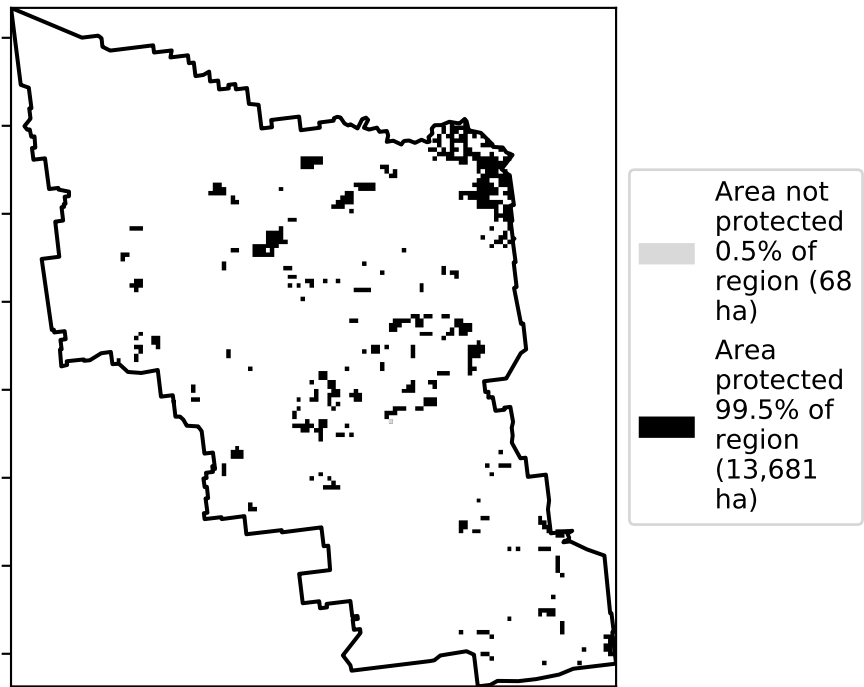 Area not
protected
0.5% of
region (68
ha)
Area
protected
99.5% of
region
(13,681
ha)